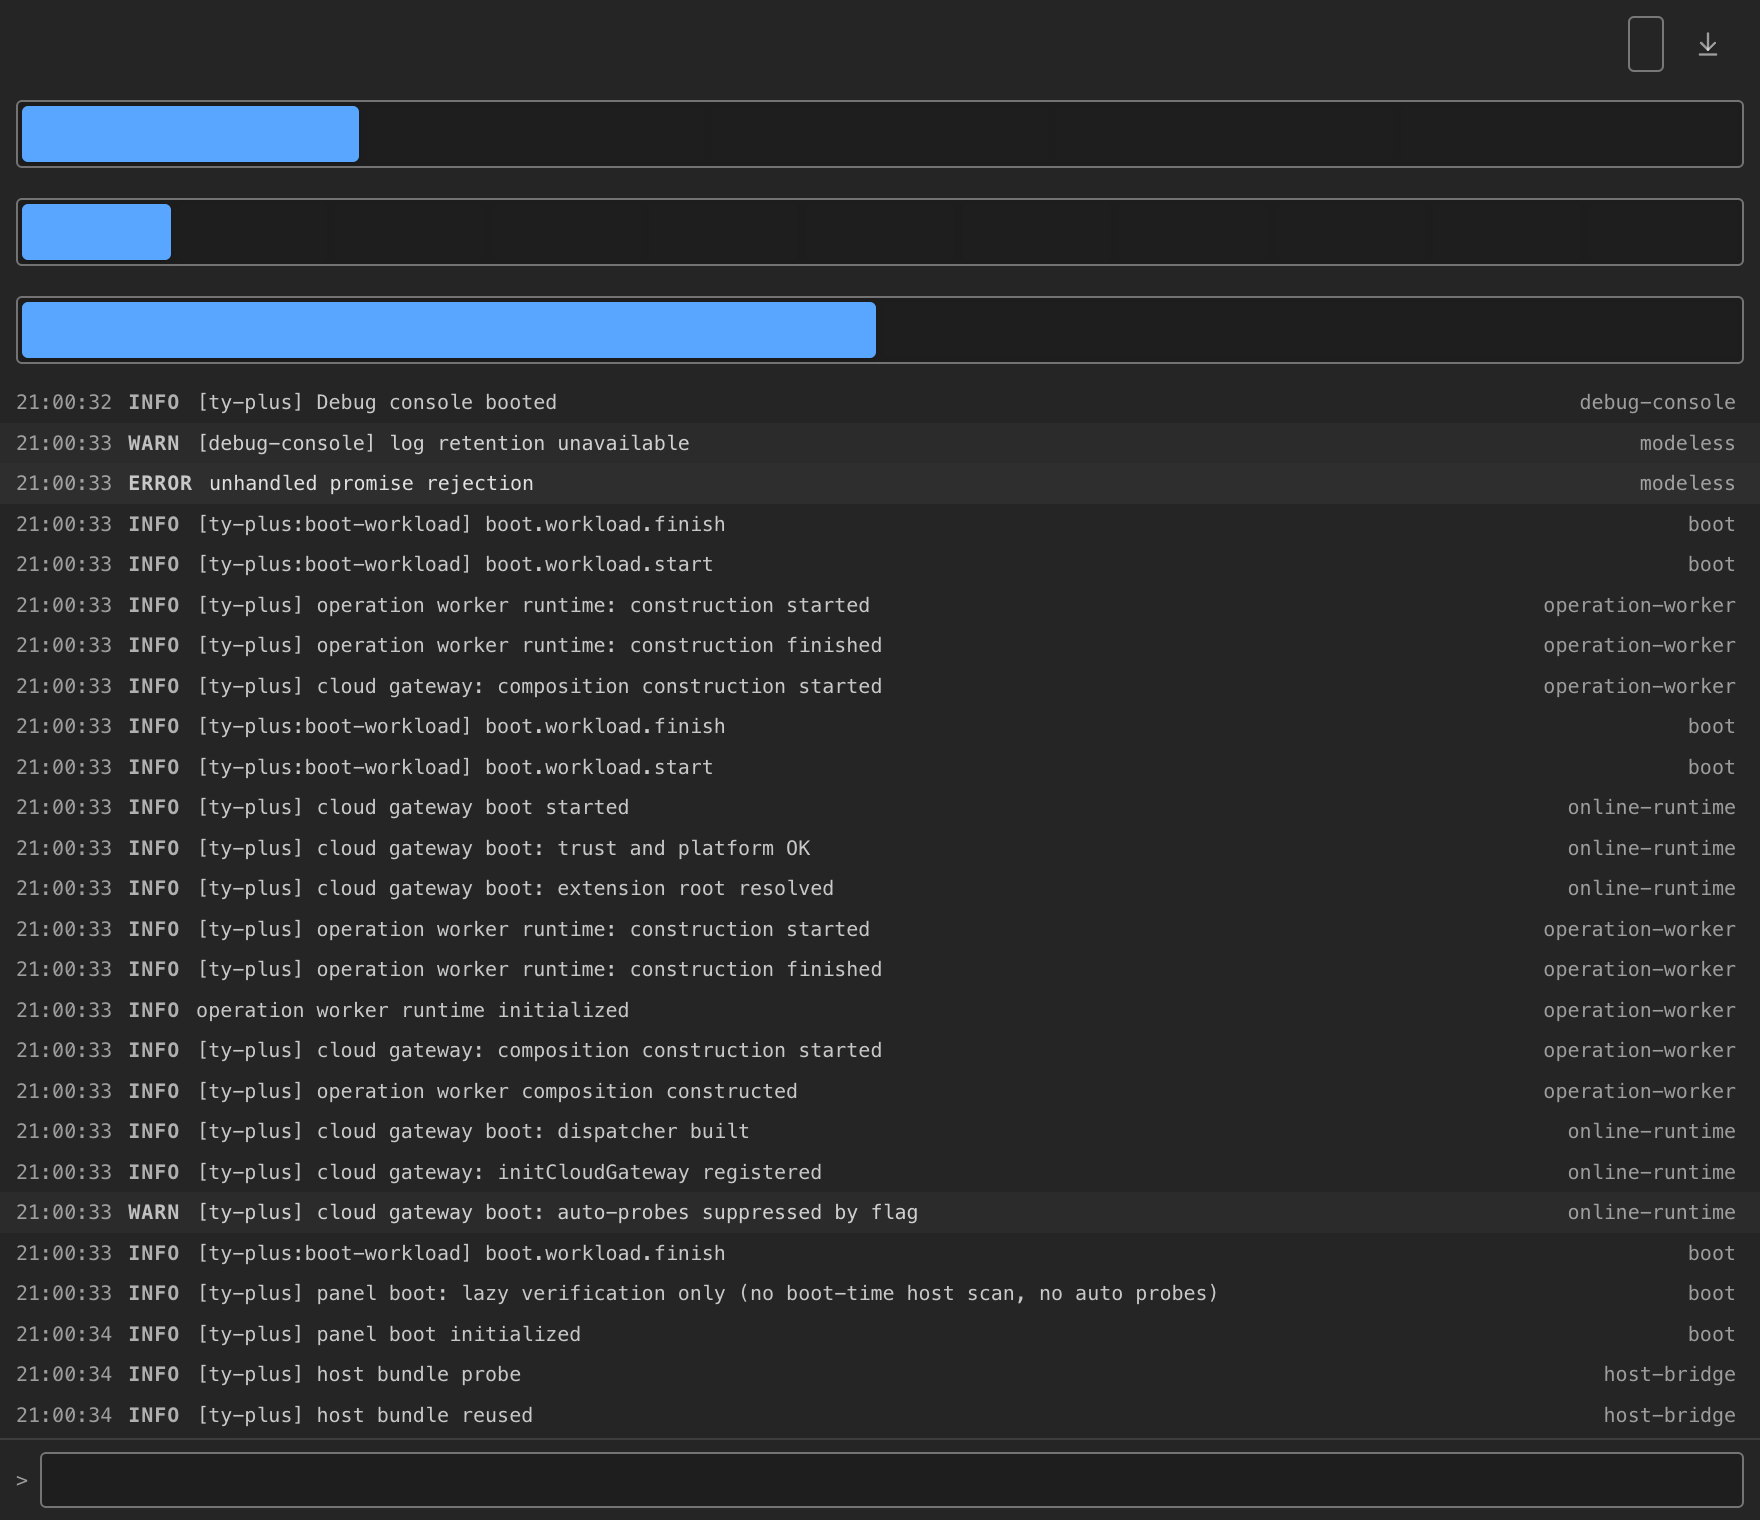 21:00:32 INFO [ty-plus] Debug console booted debug-console
21:00:33 WARN [debug-console] log retention unavailable modeless
21:00:33 ERROR unhandled promise rejection modeless
21:00:33 INFO [ty-plus:boot-workload] boot.workload.finish boot
21:00:33 INFO [ty-plus:boot-workload] boot.workload.start boot
21:00:33 INFO [ty-plus] operation worker runtime: construction started operation-worker
21:00:33 INFO [ty-plus] operation worker runtime: construction finished operation-worker
21:00:33 INFO [ty-plus] cloud gateway: composition construction started operation-worker
21:00:33 INFO [ty-plus:boot-workload] boot.workload.finish boot
21:00:33 INFO [ty-plus:boot-workload] boot.workload.start boot
21:00:33 INFO [ty-plus] cloud gateway boot started online-runtime
21:00:33 INFO [ty-plus] cloud gateway boot: trust and platform OK online-runtime
21:00:33 INFO [ty-plus] cloud gateway boot: extension root resolved online-runtime
21:00:33 INFO [ty-plus] operation worker runtime: construction started operation-worker
21:00:33 INFO [ty-plus] operation worker runtime: construction finished operation-worker
21:00:33 INFO operation worker runtime initialized operation-worker
21:00:33 INFO [ty-plus] cloud gateway: composition construction started operation-worker
21:00:33 INFO [ty-plus] operation worker composition constructed operation-worker
21:00:33 INFO [ty-plus] cloud gateway boot: dispatcher built online-runtime
21:00:33 INFO [ty-plus] cloud gateway: initCloudGateway registered online-runtime
21:00:33 WARN [ty-plus] cloud gateway boot: auto-probes suppressed by flag online-runtime
21:00:33 INFO [ty-plus:boot-workload] boot.workload.finish boot
21:00:33 INFO [ty-plus] panel boot: lazy verification only (no boot-time host scan, no auto probes) boot
21:00:34 INFO [ty-plus] panel boot initialized boot
21:00:34 INFO [ty-plus] host bundle probe host-bridge
21:00:34 INFO [ty-plus] host bundle reused host-bridge
>